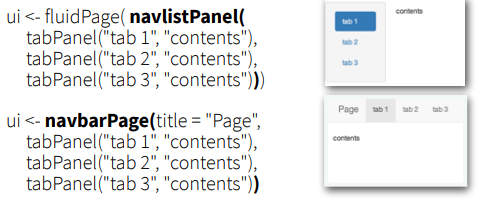 ui <- fluidPage( navlistPanel(
tabPanel("tab 1", "contents"),
tabPanel("tab 2", "contents"),
tabPanel("tab 3", "contents")))
tab 1
contents
tab 2
tab 3
ui <- navbarPage(title = "Page",
tabPanel("tab 1", "contents"),
tabPanel("tab 2", "contents"),
tabPanel("tab 3", "contents"))
Page tab 1 tab 2 tab 3
contents